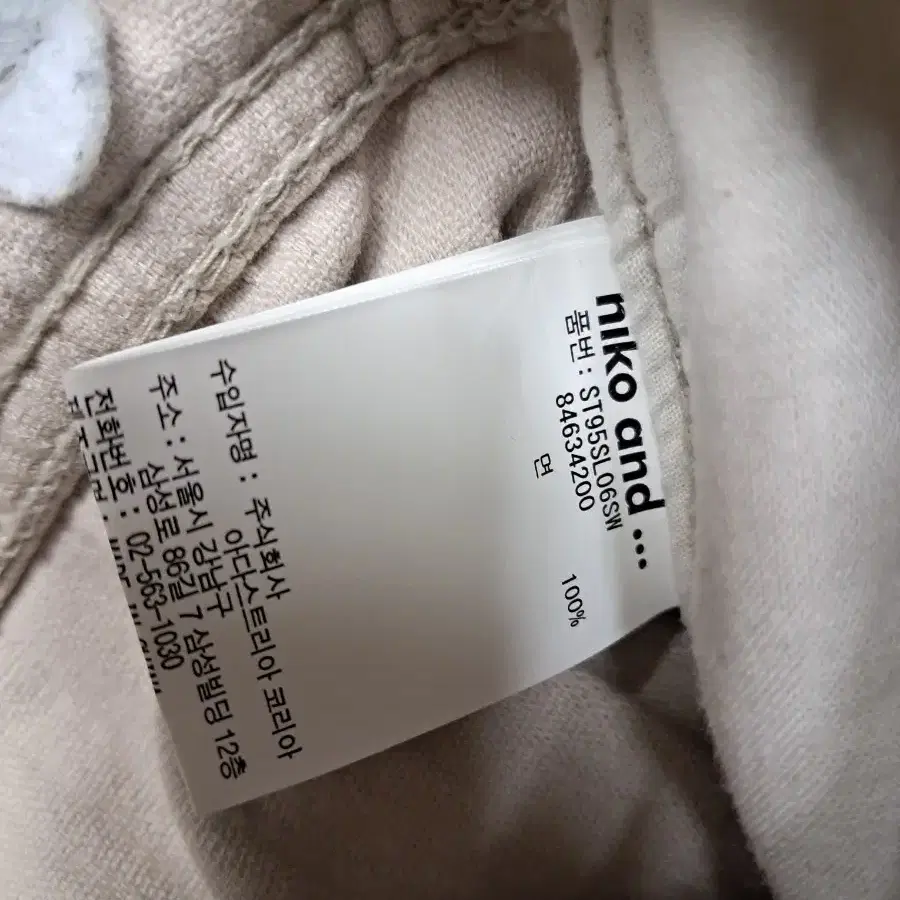 niko and ...
품번 : ST95SL06SW
84634200
면 100%
수입자명 : 주식회사
아다스트리아 코리아
주소 : 서울시 강남구
삼성로 86길 7 삼성빌딩 12층
전화번호 : 02-563-1030